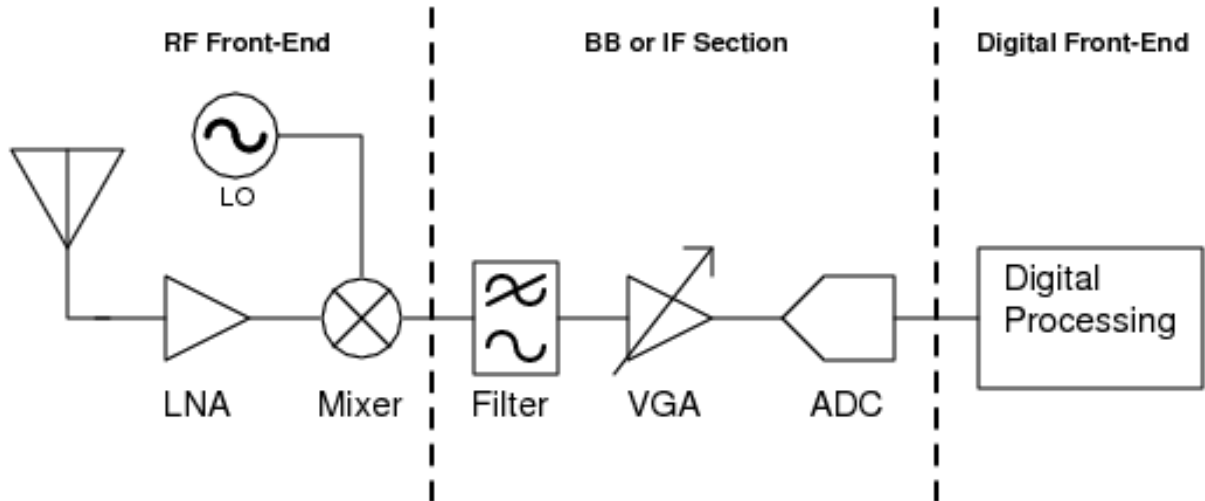 RF Front-End
BB or IF Section
Digital Front-End
LO
Digital
Processing
LNA
Mixer
Filter
VGA
ADC